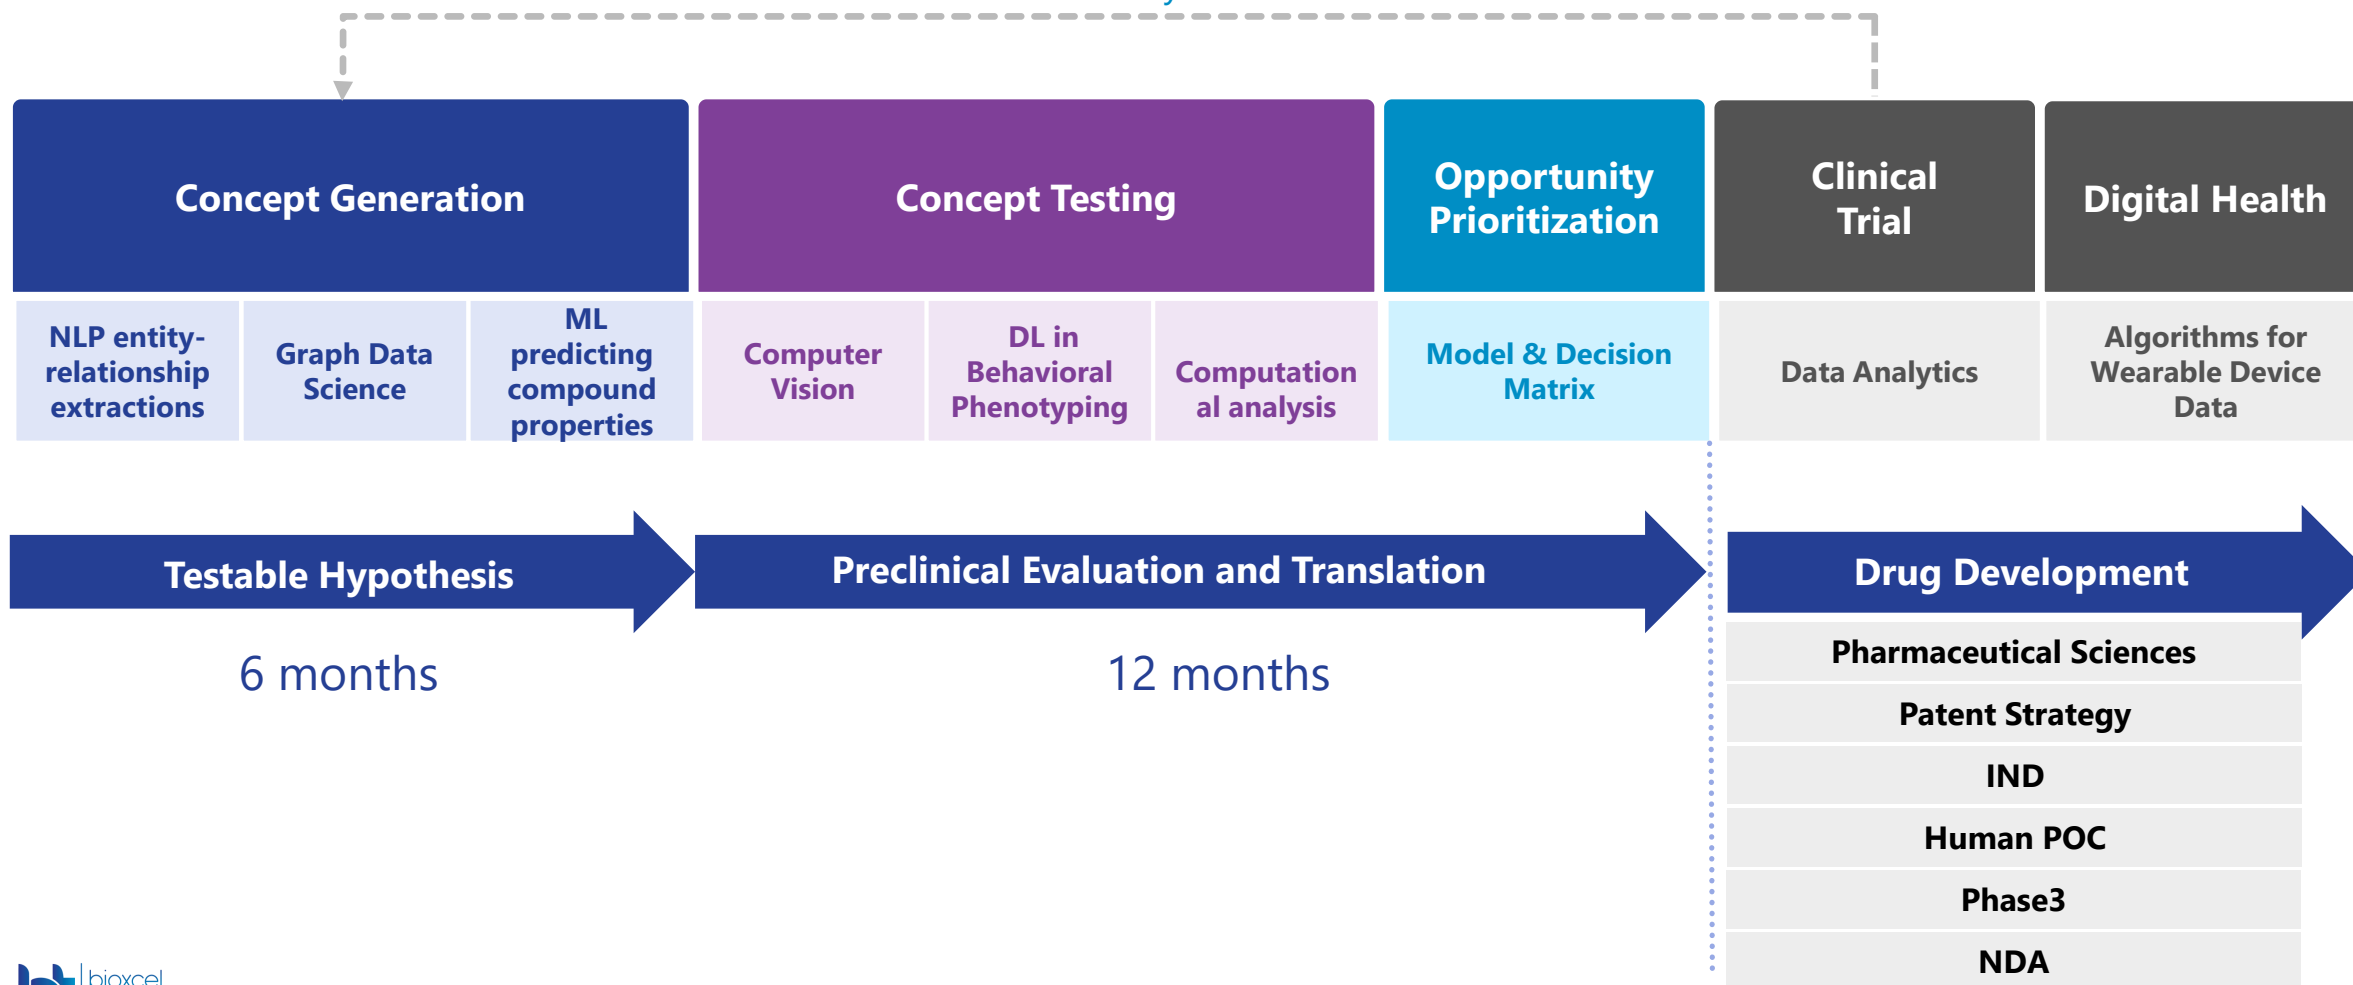 Concept Generation
Concept Testing
Opportunity
Prioritization
Clinical
Trial
Digital Health
NLP entity-
relationship
extractions
Graph Data
Science
ML
predicting
compound
properties
Computer
Vision
DL in
Behavioral
Phenotyping
Computation
al analysis
Model & Decision
Matrix
Data Analytics
Algorithms for
Wearable Device
Data
Testable Hypothesis
Preclinical Evaluation and Translation
Drug Development
6 months
12 months
Pharmaceutical Sciences
Patent Strategy
IND
Human POC
Phase3
NDA
bioxcel